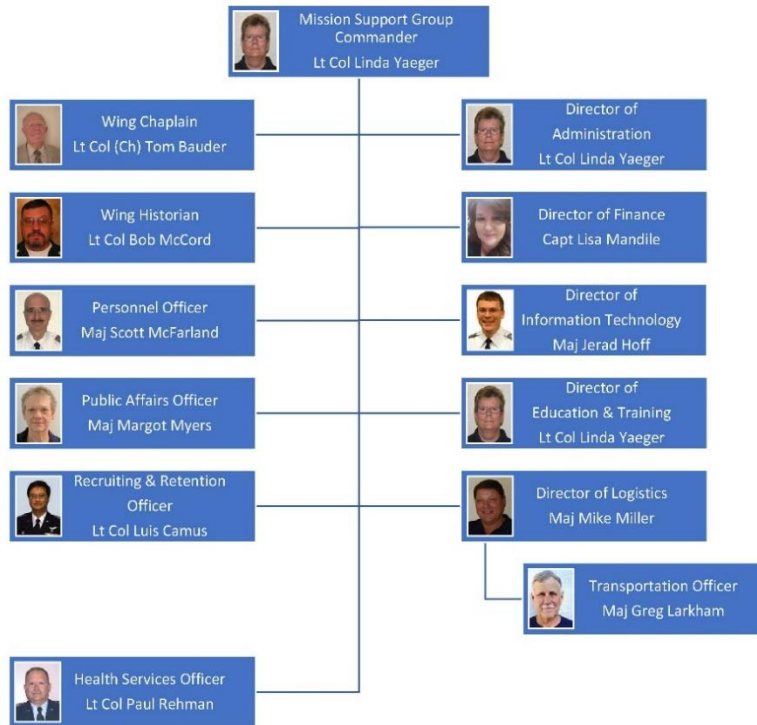 Mission Support Group
Commander
Lt Col Linda Yaeger
Wing Chaplain
Lt Col (Ch) Tom Bauder
Director of
Administration
Lt Col Linda Yaeger
Wing Historian
Lt Col Bob McCord
Director of Finance
Capt Lisa Mandile
Personnel Officer
Maj Scott McFarland
Director of
Information Technology
Maj Jerad Hoff
Public Affairs Officer
Maj Margot Myers
Director of
Education & Training
Lt Col Linda Yaeger
Recruiting & Retention
Officer
Lt Col Luis Camus
Director of Logistics
Maj Mike Miller
Transportation Officer
Maj Greg Larkham
Health Services Officer
Lt Col Paul Rehman